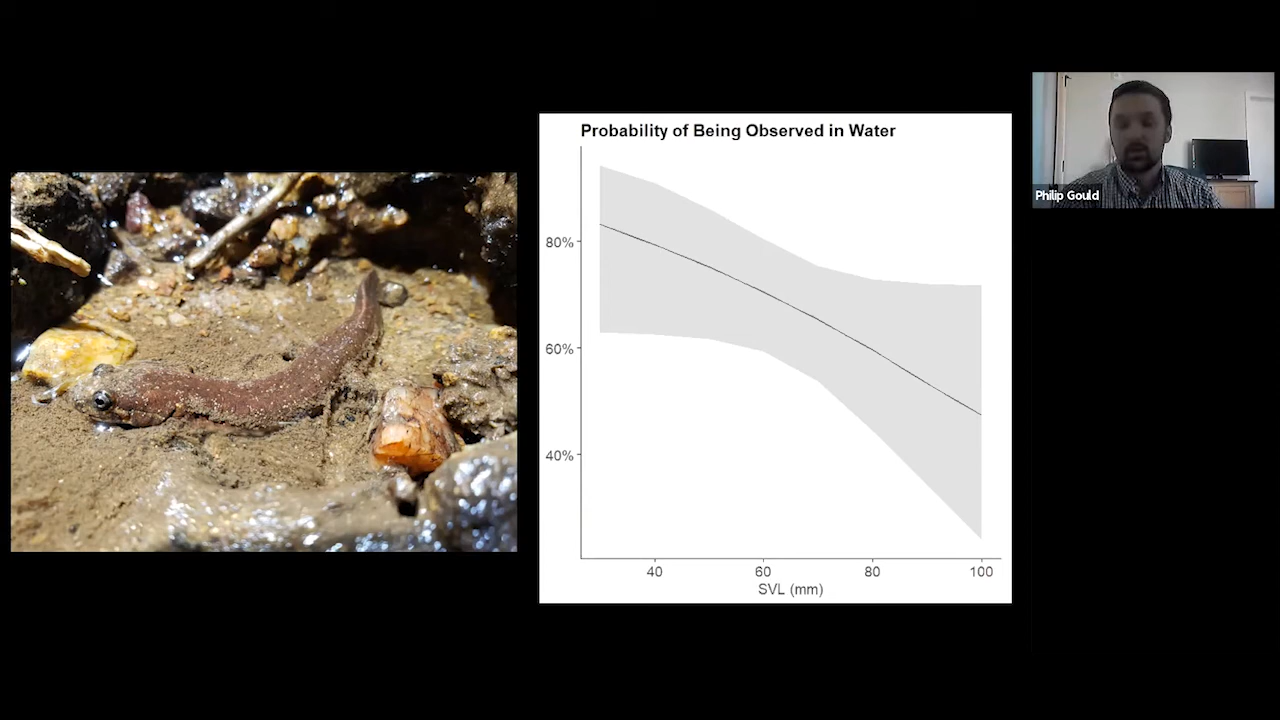 Probability of Being Observed in Water
80%
60%
40%
40 60 80 100
SVL (mm)
Philip Gould